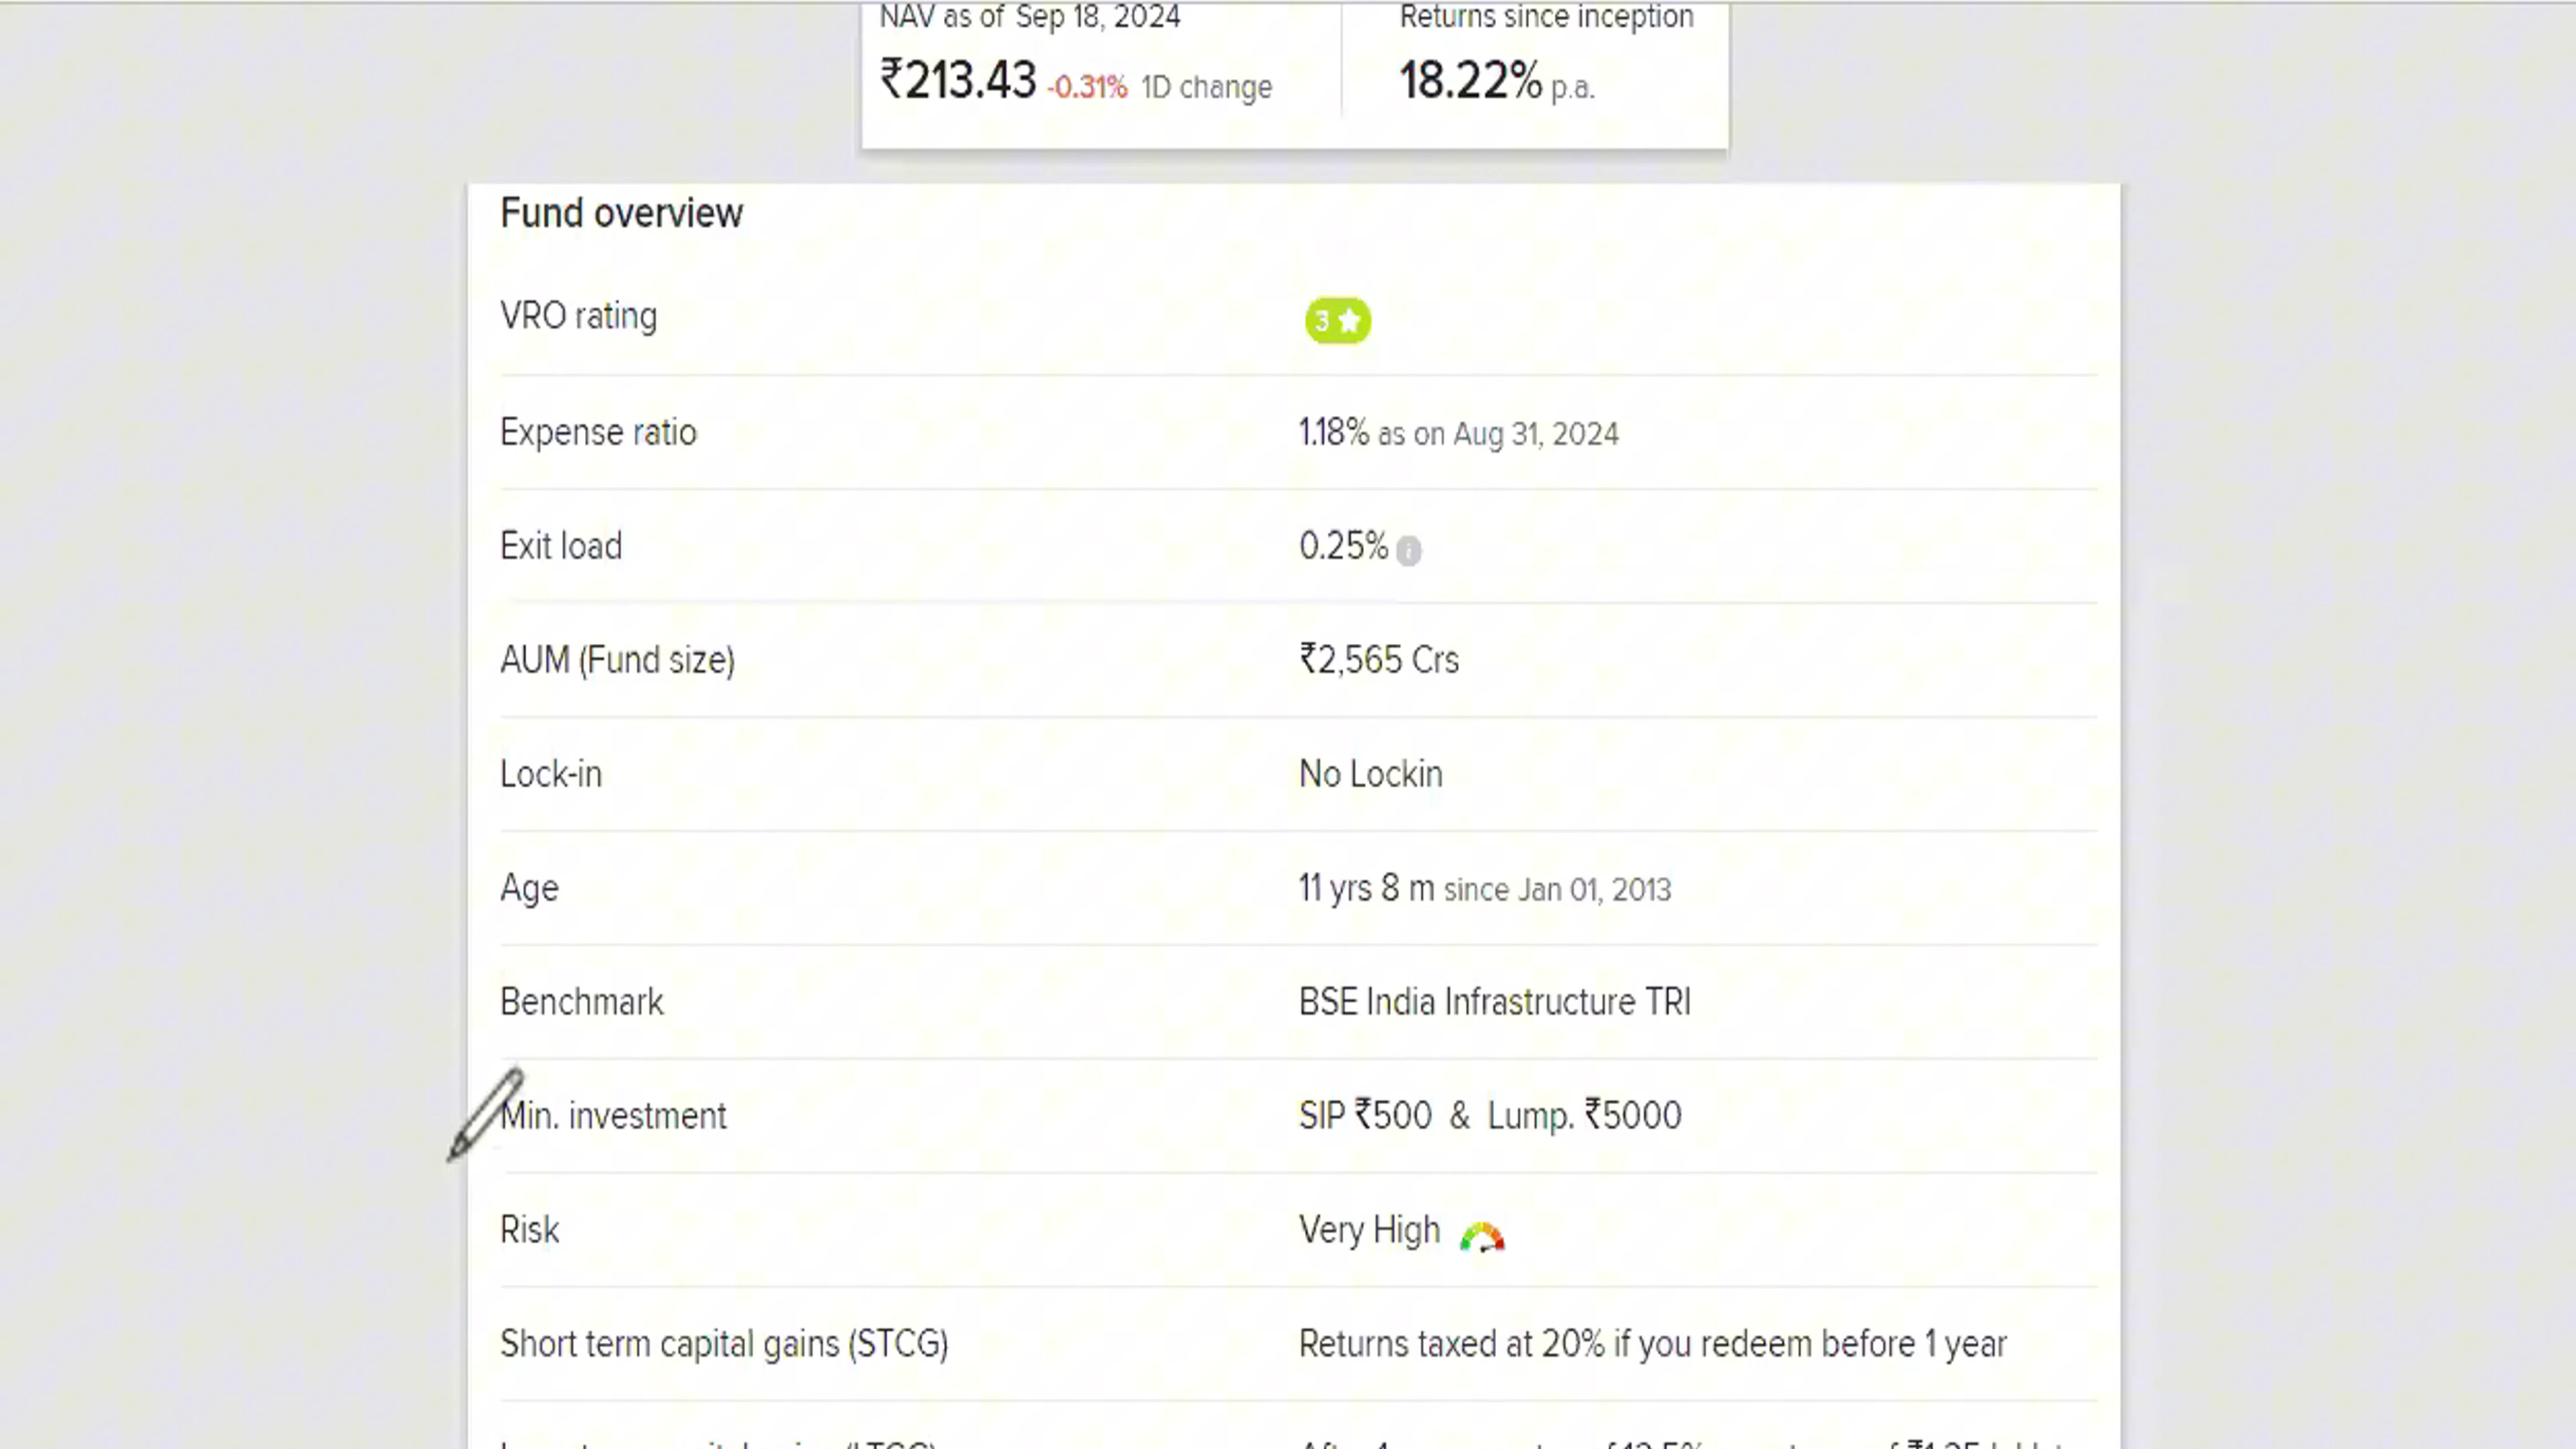 NAV as of Sep 18, 2024 Returns since inception
₹213.43 -0.31% 1D change 18.22% p.a.
Fund overview
VRO rating 3
Expense ratio 1.18% as on Aug 31, 2024
Exit load 0.25% i
AUM (Fund size) ₹2,565 Crs
Lock-in No Lockin
Age 11 yrs 8 m since Jan 01, 2013
Benchmark BSE India Infrastructure TRI
Min. investment SIP ₹500 & Lump. ₹5000
Risk Very High
Short term capital gains (STCG) Returns taxed at 20% if you redeem before 1 year